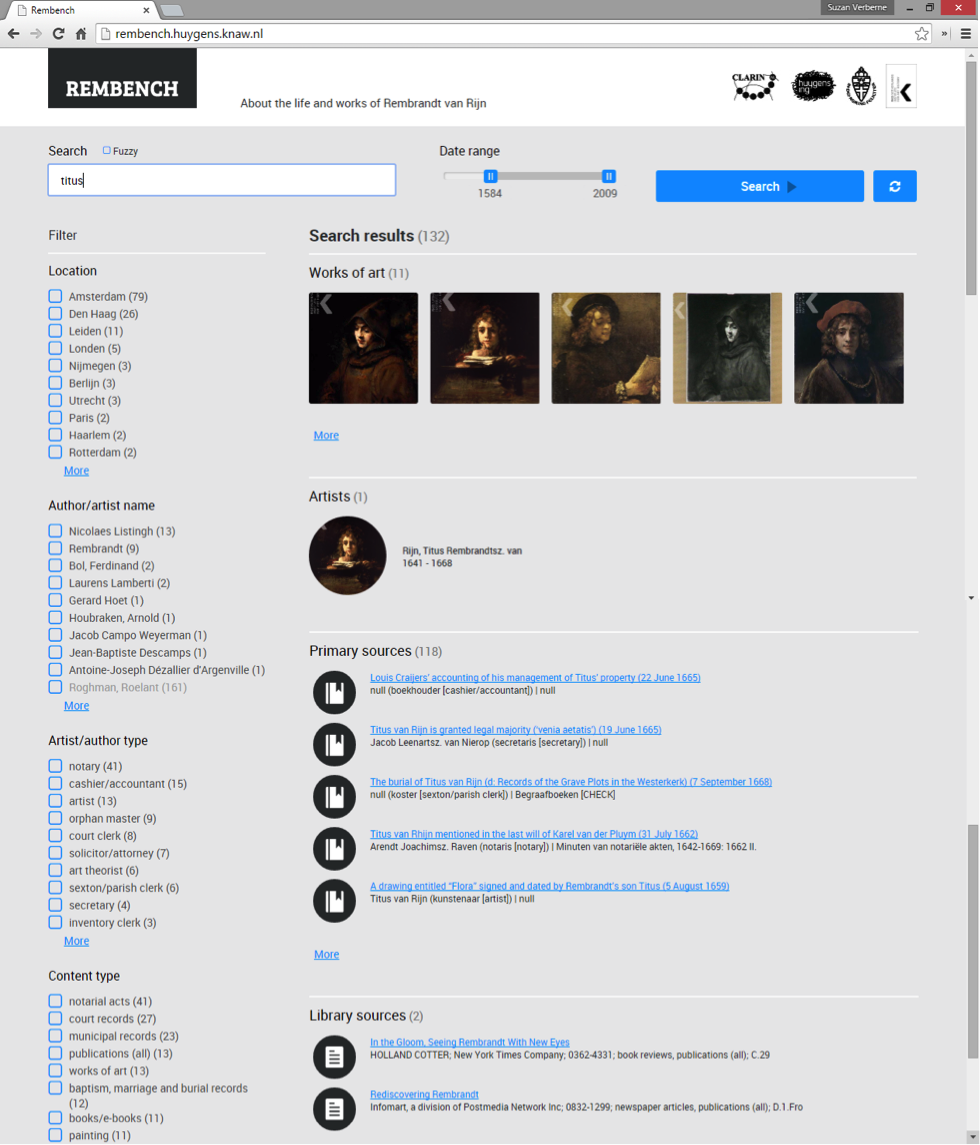 Rembench
Suzan Verberne
rembench.huygens.knaw.nl
REMBENCH
About the life and works of Rembrandt van Rijn
CLARIN
huygens
ing
Search
Fuzzy
titus
Date range
1584
2009
Search
Filter
Location
Amsterdam (79)
Den Haag (26)
Leiden (11)
Londen (5)
Nijmegen (3)
Berlijn (3)
Utrecht (3)
Paris (2)
Haarlem (2)
Rotterdam (2)
More
Author/artist name
Nicolaes Listingh (13)
Rembrandt (9)
Bol, Ferdinand (2)
Laurens Lamberti (2)
Gerard Hoet (1)
Houbraken, Arnold (1)
Jacob Campo Weyerman (1)
Jean-Baptiste Descamps (1)
Antoine-Joseph Dézallier d'Argenville (1)
Roghman, Roelant (161)
More
Artist/author type
notary (41)
cashier/accountant (15)
artist (13)
orphan master (9)
court clerk (8)
solicitor/attorney (7)
art theorist (6)
sexton/parish clerk (6)
secretary (4)
inventory clerk (3)
More
Content type
notarial acts (41)
court records (27)
municipal records (23)
publications (all) (13)
works of art (13)
baptism, marriage and burial records
(12)
books/e-books (11)
painting (11)
Search results (132)
Works of art (11)
More
Artists (1)
Rijn, Titus Rembrandtsz. van
1641 - 1668
Primary sources (118)
Louis Craijers' accounting of his management of Titus' property (22 June 1665)
null (boekhouder [cashier/accountant]) | null
Titus van Rijn is granted legal majority ('venia aetatis') (19 June 1665)
Jacob Leenartsz. van Nierop (secretaris [secretary]) | null
The burial of Titus van Rijn (d: Records of the Grave Plots in the Westerkerk) (7 September 1668)
null (koster [sexton/parish clerk]) | Begraafboeken [CHECK]
Titus van Rhijn mentioned in the last will of Karel van der Pluym (31 July 1662)
Arendt Joachimsz. Raven (notaris [notary]) | Minuten van notariële akten, 1642-1669: 1662 II.
A drawing entitled "Flora" signed and dated by Rembrandt's son Titus (5 August 1659)
Titus van Rijn (kunstenaar [artist]) | null
More
Library sources (2)
In the Gloom, Seeing Rembrandt With New Eyes
HOLLAND COTTER; New York Times Company; 0362-4331; book reviews, publications (all); C.29
Rediscovering Rembrandt
Infomart, a division of Postmedia Network Inc; 0832-1299; newspaper articles, publications (all); D.1.Fro